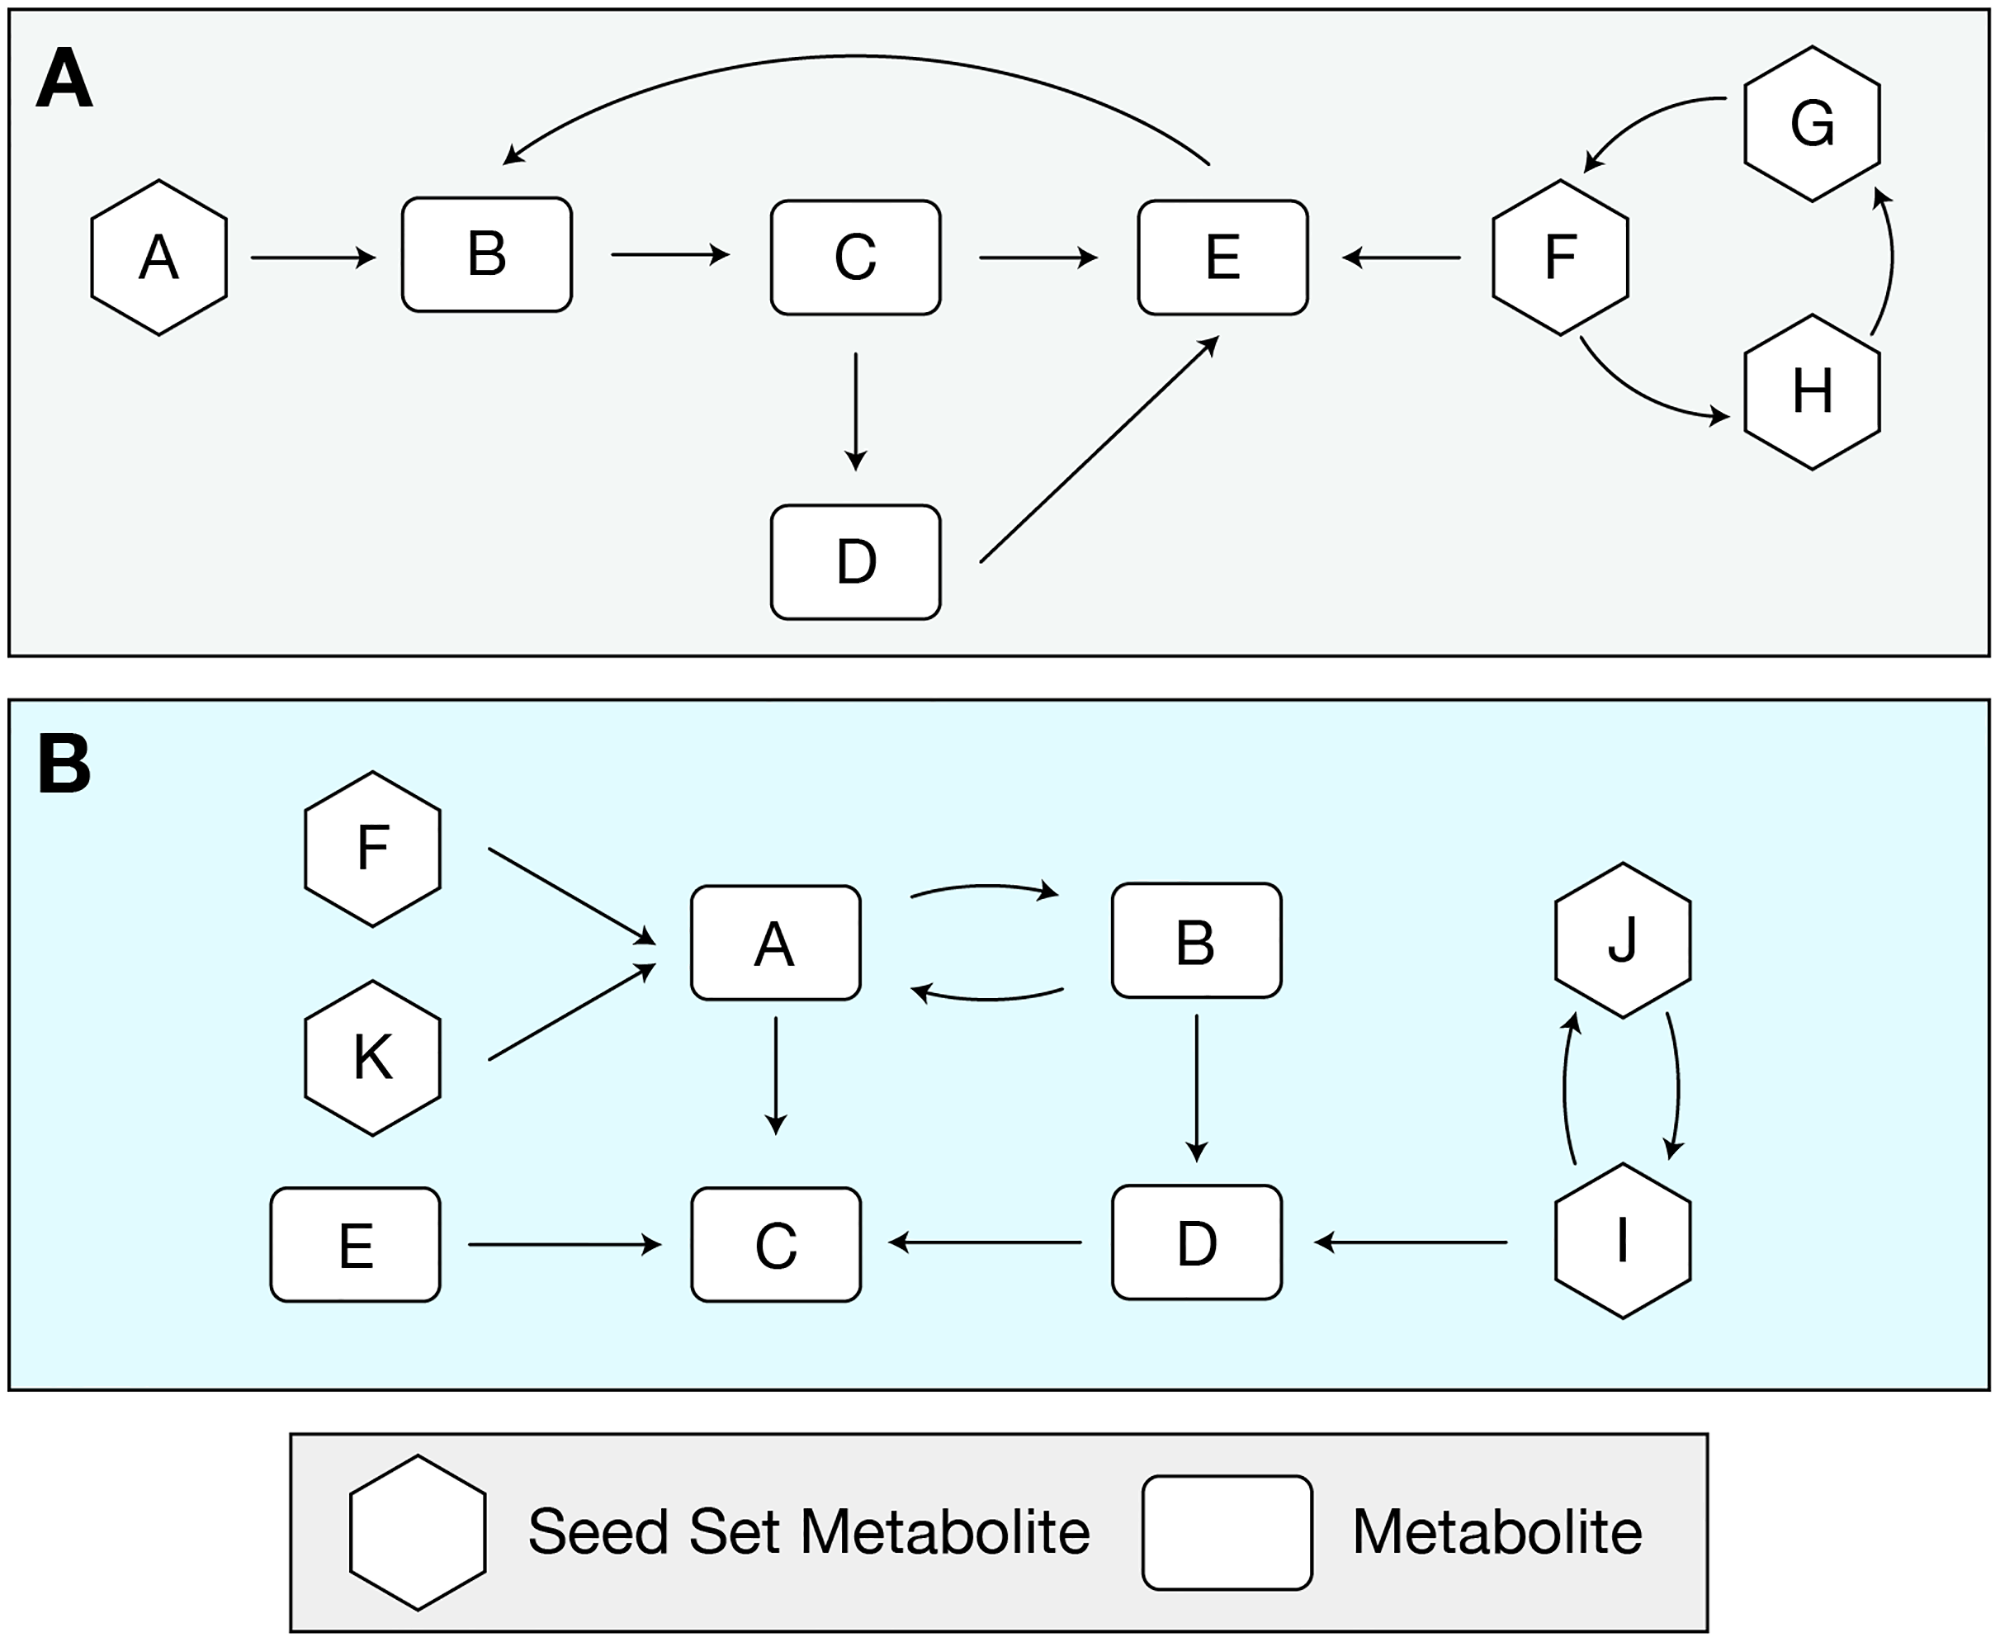 A
G
A B C E F
H
D
B
F
A B J
K
E C D I
Seed Set Metabolite Metabolite